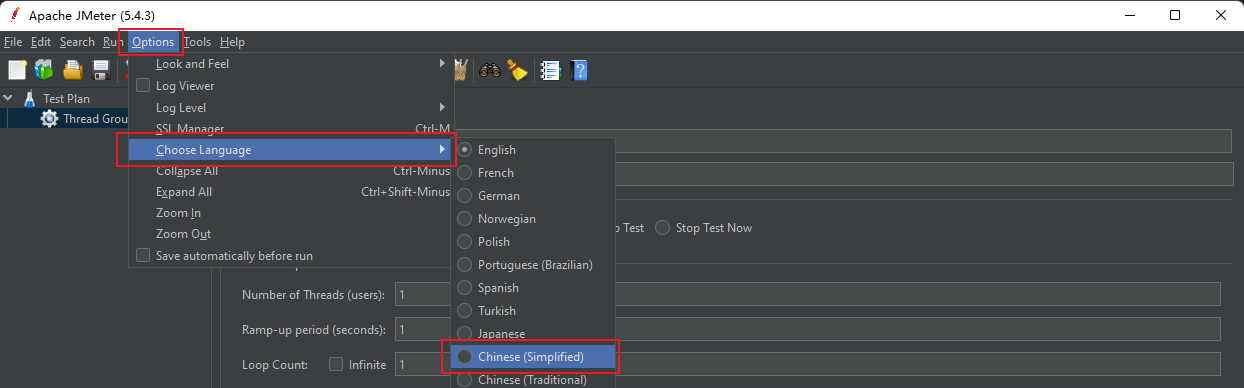 Apache JMeter (5.4.3)
File Edit Search Run Options Tools Help
Look and Feel
Log Viewer
Log Level
SSL Manager Ctrl-M
Choose Language
Collapse All Ctrl-Minus
Expand All Ctrl+Shift-Minus
Zoom In
Zoom Out
Save automatically before run
Test Plan
Thread Grou
English
French
German
Norwegian
Polish
Portuguese (Brazilian)
Spanish
Turkish
Japanese
Chinese (Simplified)
Chinese (Traditional)
Test Stop Test Now
Number of Threads (users): 1
Ramp-up period (seconds): 1
Loop Count: Infinite 1